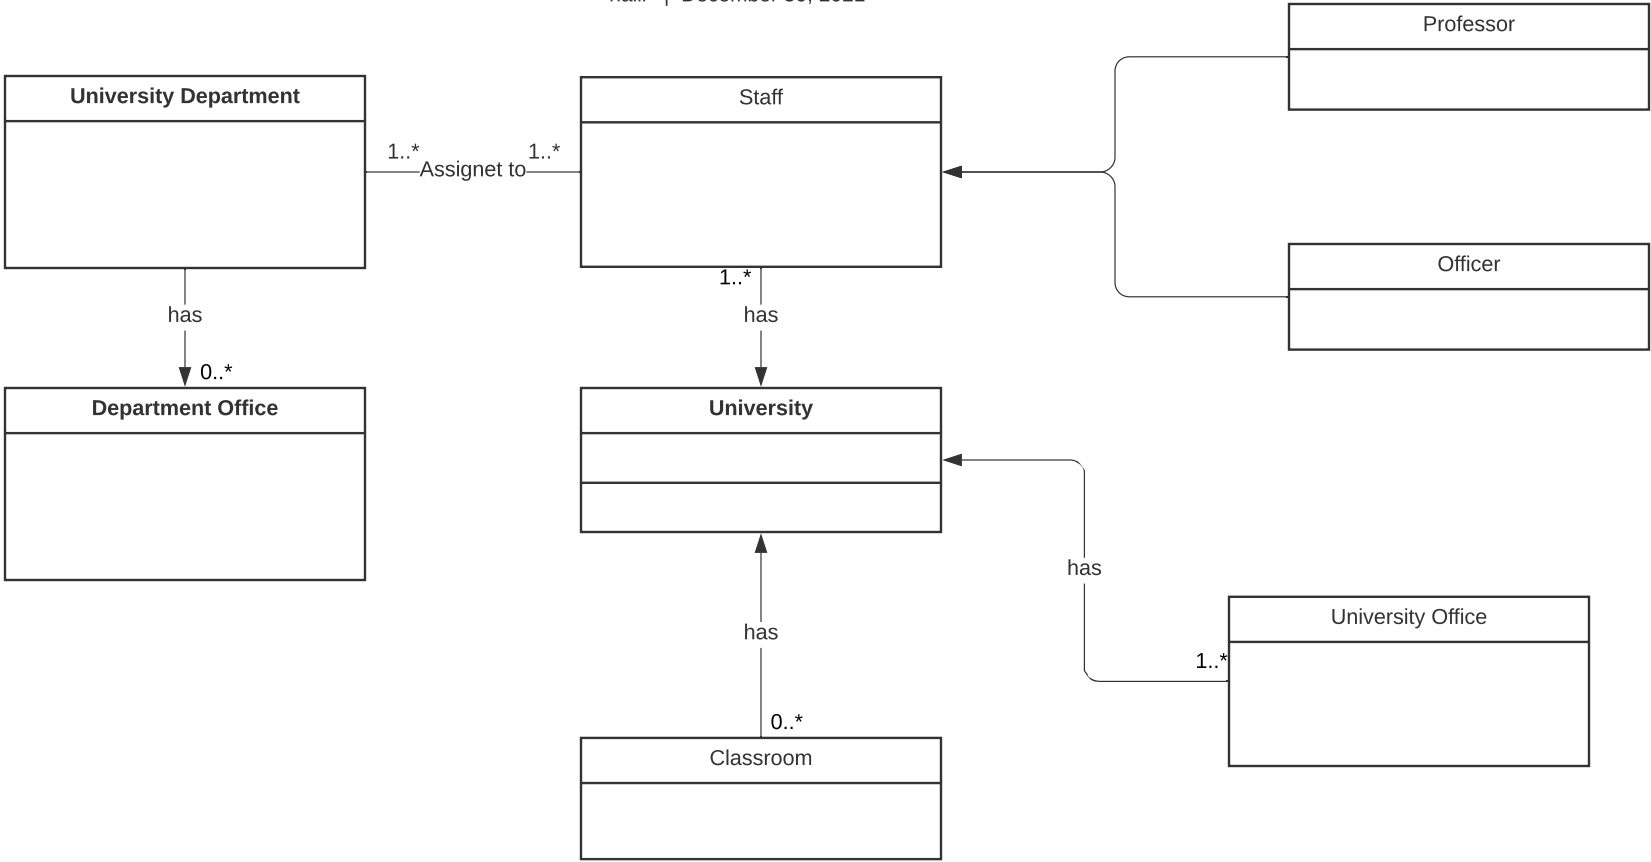 Professor
University Department
Staff
1..*
Assignet to
1..*
Officer
1..*
has
has
0..*
Department Office
University
has
University Office
has
1..*
0..*
Classroom